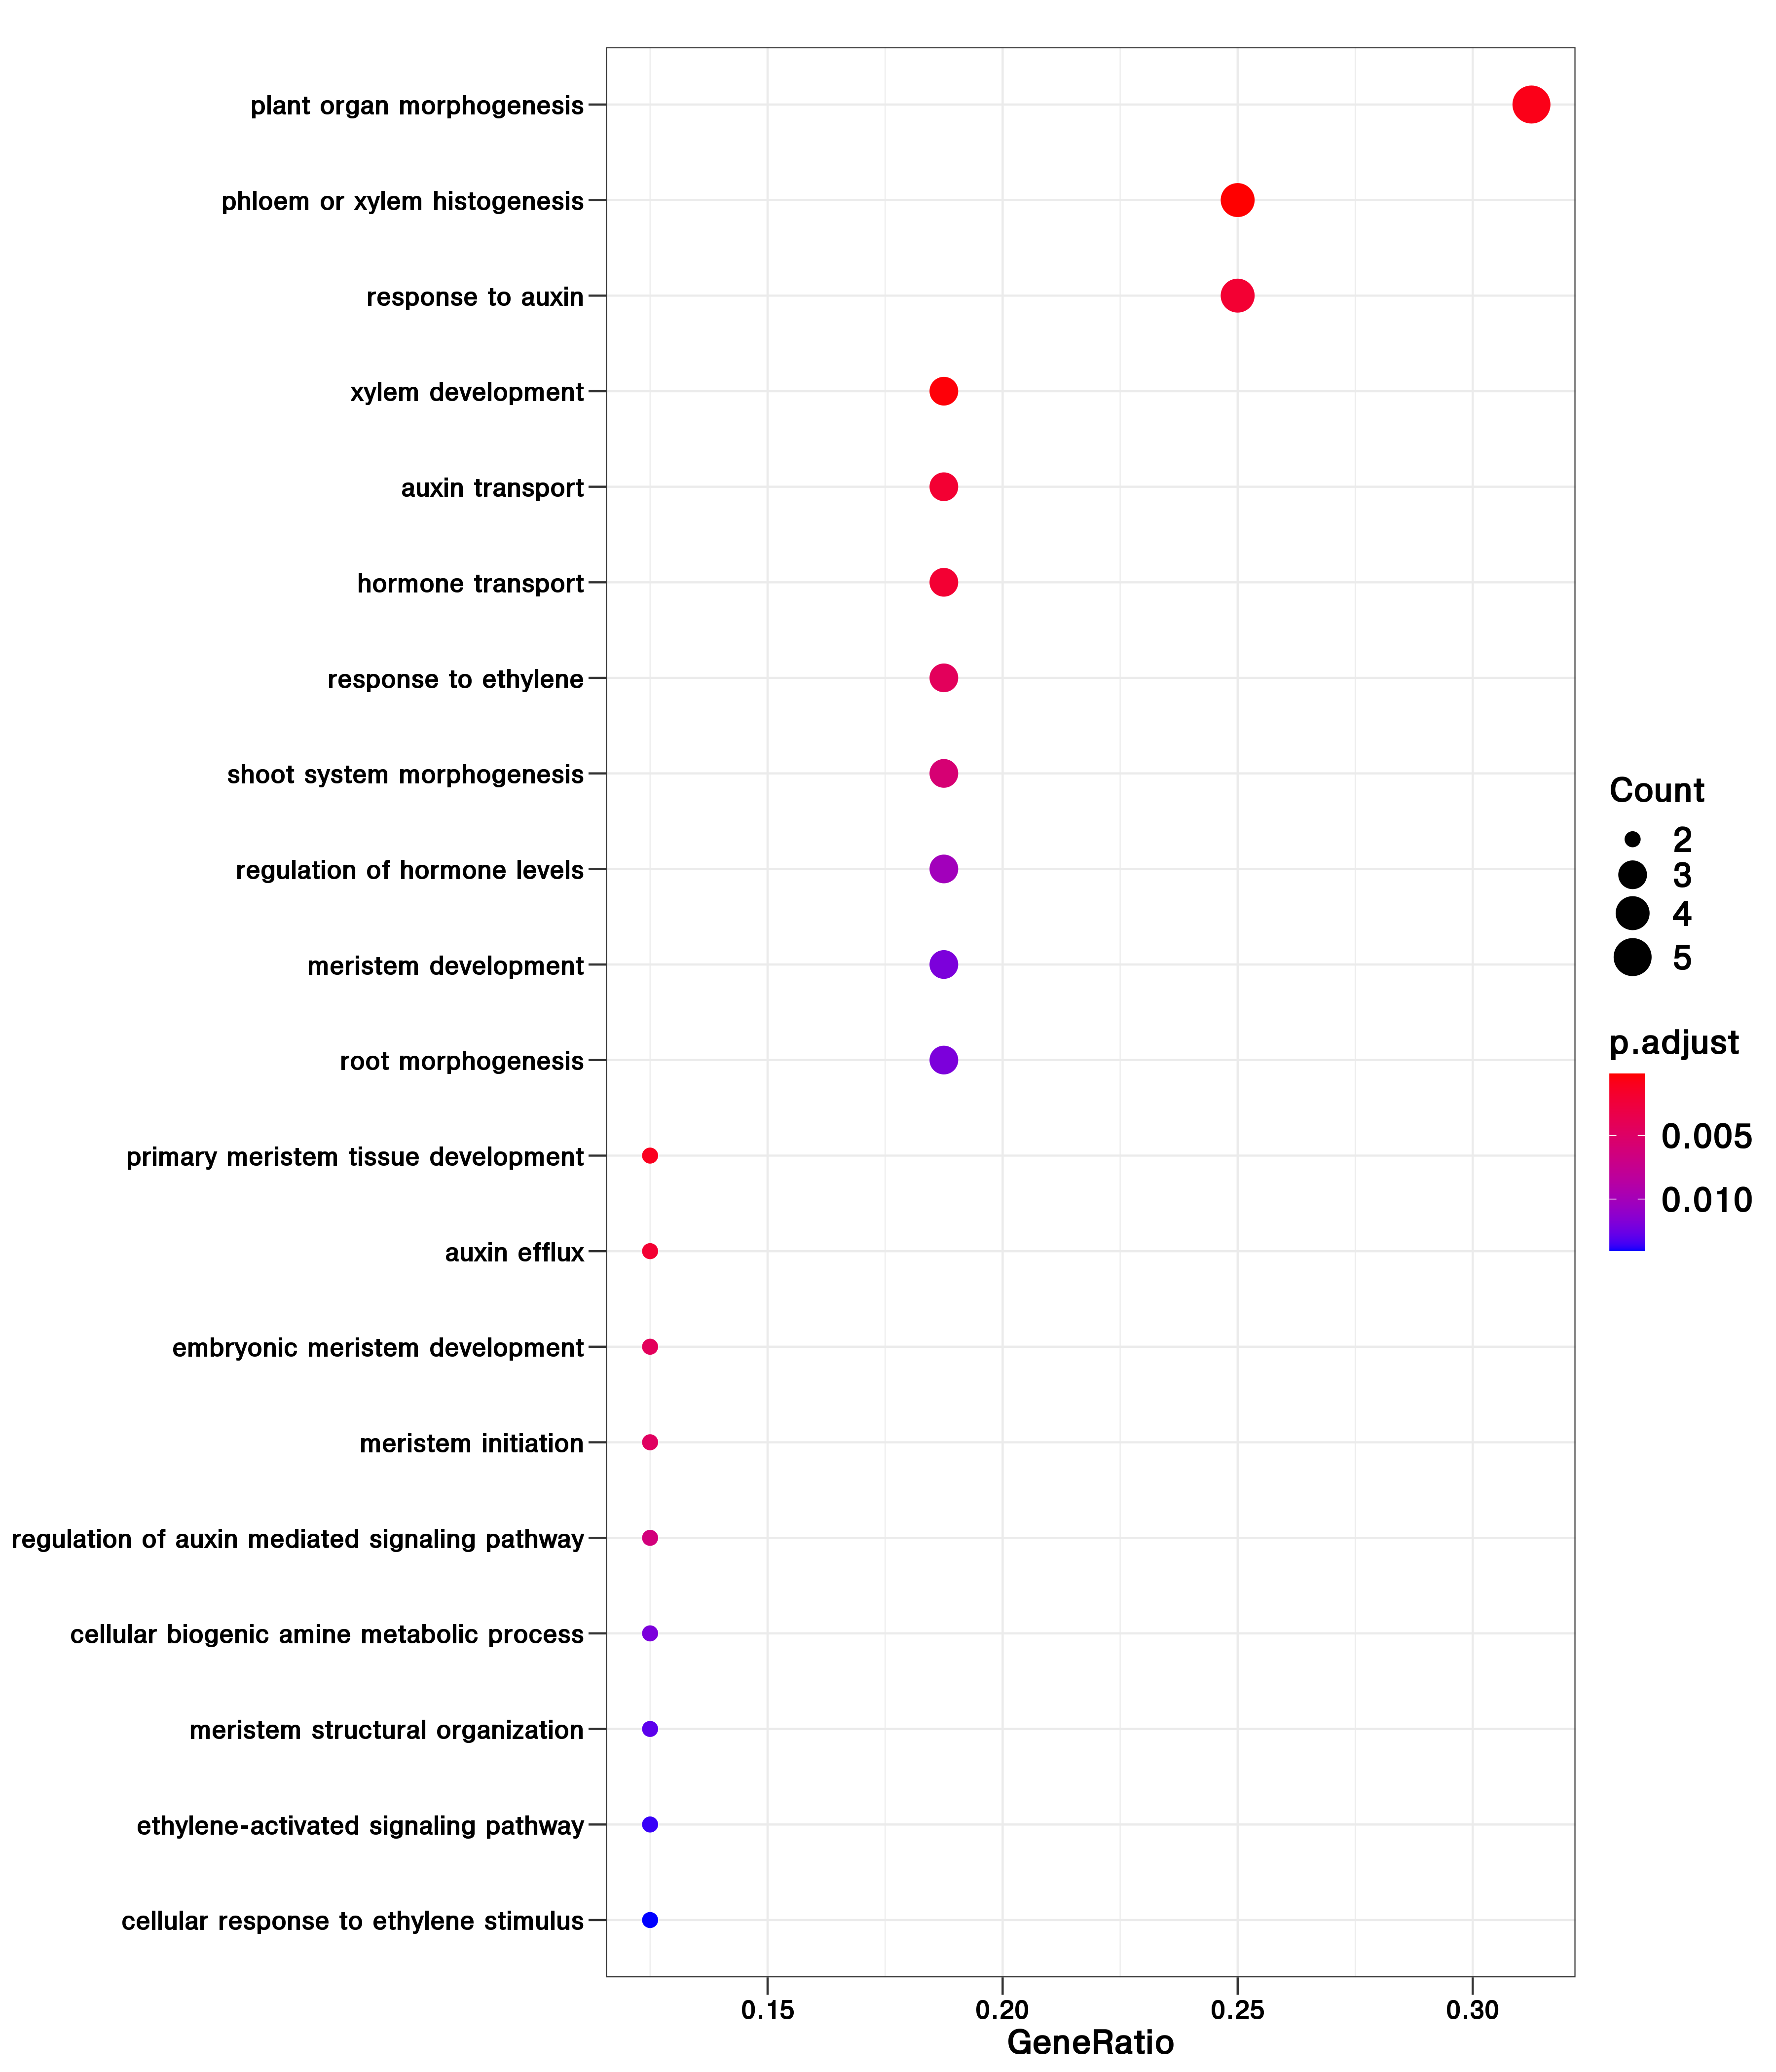 plant organ morphogenesis
phloem or xylem histogenesis
response to auxin
xylem development
auxin transport
hormone transport
response to ethylene
shoot system morphogenesis
regulation of hormone levels
meristem development
root morphogenesis
primary meristem tissue development
auxin efflux
embryonic meristem development
meristem initiation
regulation of auxin mediated signaling pathway
cellular biogenic amine metabolic process
meristem structural organization
ethylene-activated signaling pathway
cellular response to ethylene stimulus
0.15 0.20 0.25 0.30
GeneRatio
Count
2
3
4
5
p.adjust
0.005
0.010